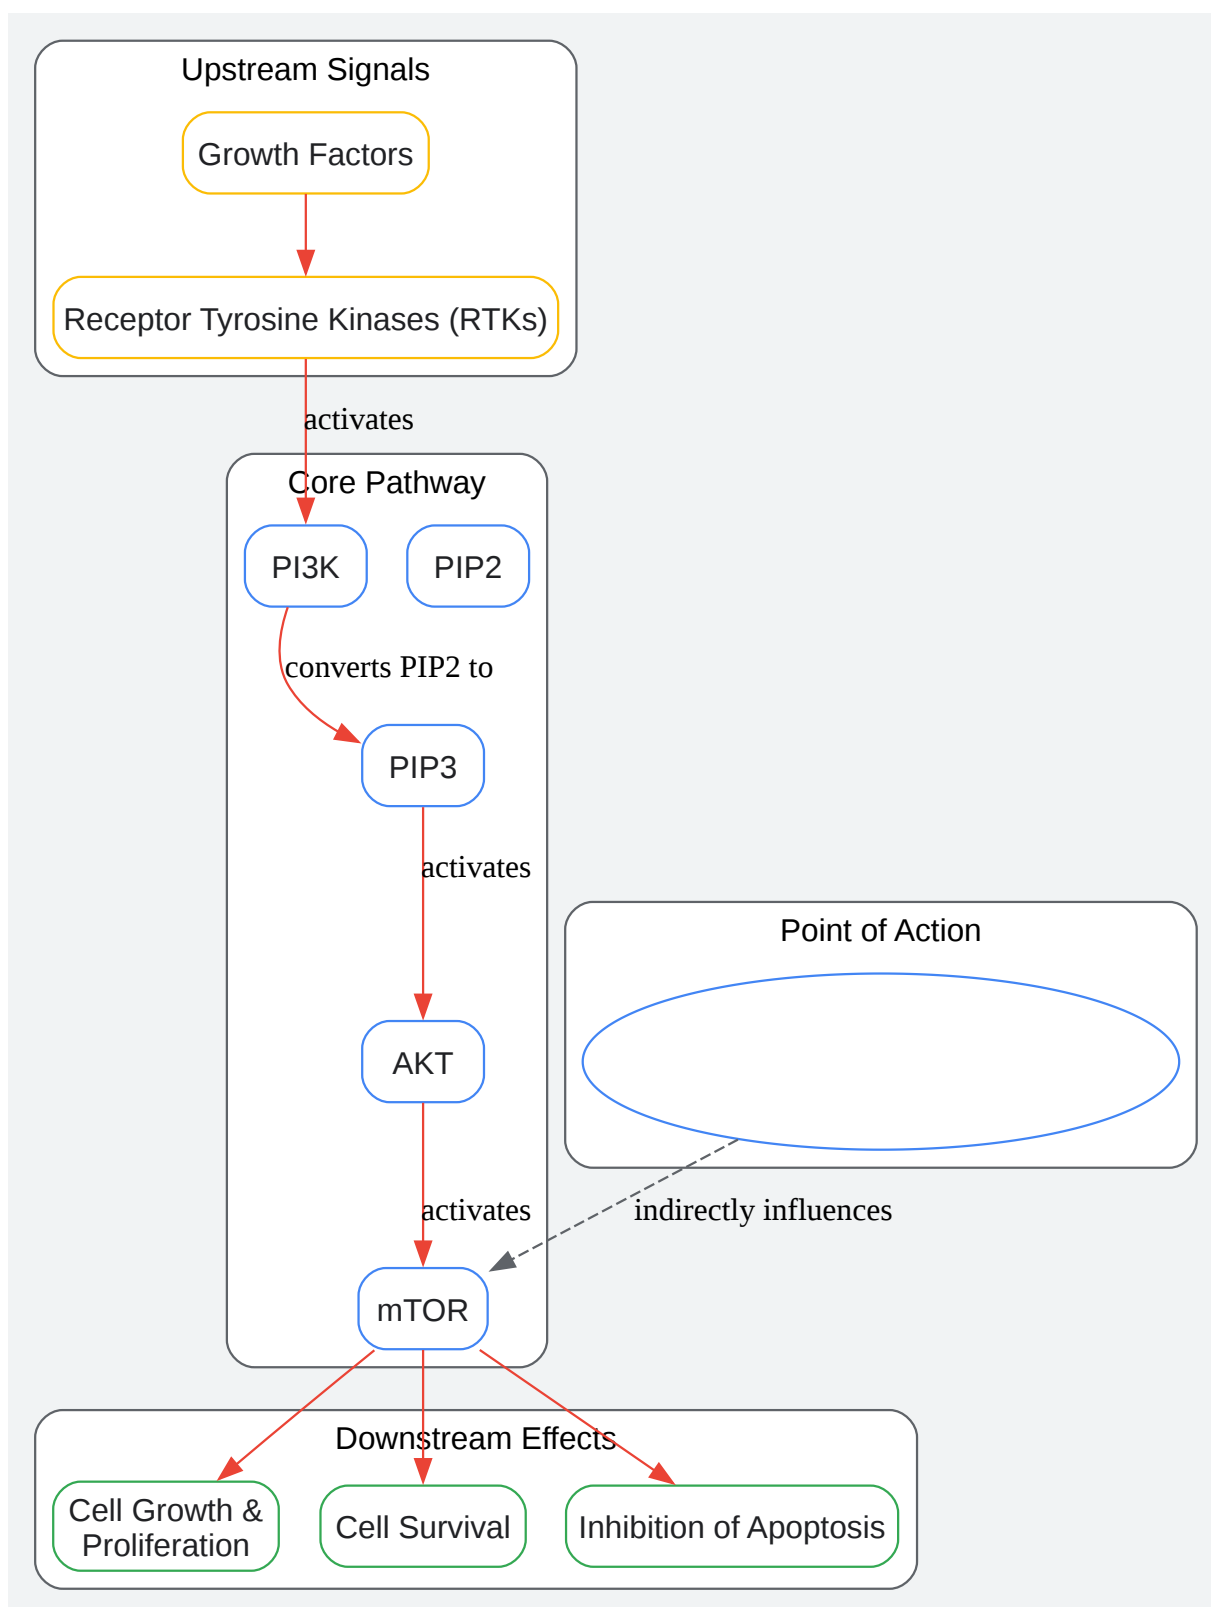 Upstream Signals
Growth Factors
Receptor Tyrosine Kinases (RTKs)
activates
Core Pathway
PI3K
PIP2
converts PIP2 to
PIP3
activates
Point of Action
AKT
activates
indirectly influences
mTOR
Downstream Effects
Cell Growth &
Proliferation
Cell Survival
Inhibition of Apoptosis